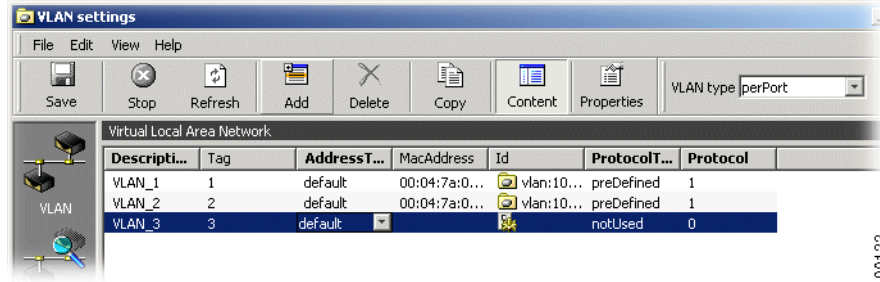 VLAN settings
File Edit View Help
Save Stop Refresh Add Delete Copy Content Properties VLAN type perPort
Virtual Local Area Network
Descripti... Tag AddressT... MacAddress Id ProtocolT... Protocol
VLAN_1 1 default 00:04:7a:0... vlan:10... preDefined 1
VLAN_2 2 default 00:04:7a:0... vlan:10... preDefined 1
VLAN_3 3 default notUsed 0
VLAN